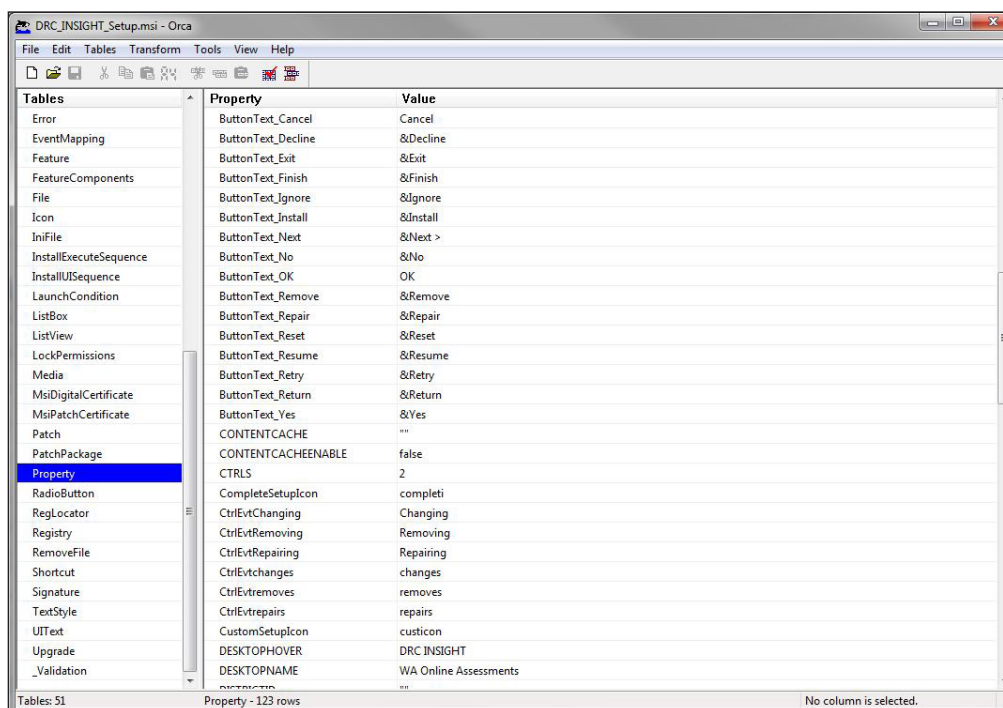 DRC_INSIGHT_Setup.msi - Orca
File Edit Tables Transform Tools View Help
Tables Property Value
Error ButtonText_Cancel Cancel
EventMapping ButtonText_Decline &Decline
Feature ButtonText_Exit &Exit
FeatureComponents ButtonText_Finish &Finish
File ButtonText_Ignore &Ignore
Icon ButtonText_Install &Install
IniFile ButtonText_Next &Next >
InstallExecuteSequence ButtonText_No &No
InstallUISequence ButtonText_OK OK
LaunchCondition ButtonText_Remove &Remove
ListBox ButtonText_Repair &Repair
ListView ButtonText_Reset &Reset
LockPermissions ButtonText_Resume &Resume
Media ButtonText_Retry &Retry
MsiDigitalCertificate ButtonText_Return &Return
MsiPatchCertificate ButtonText_Yes &Yes
Patch CONTENTCACHE ""
PatchPackage CONTENTCACHEENABLE false
Property CTRLS 2
RadioButton CompleteSetupIcon completi
RegLocator CtrlEvtChanging Changing
Registry CtrlEvtRemoving Removing
RemoveFile CtrlEvtRepairing Repairing
Shortcut CtrlEvtchanges changes
Signature CtrlEvtremoves removes
TextStyle CtrlEvtrepairs repairs
UIText CustomSetupIcon custicon
Upgrade DESKTOPHOVER DRC INSIGHT
_Validation DESKTOPNAME WA Online Assessments
DISTRICTID ""
Tables: 51 Property - 123 rows No column is selected.